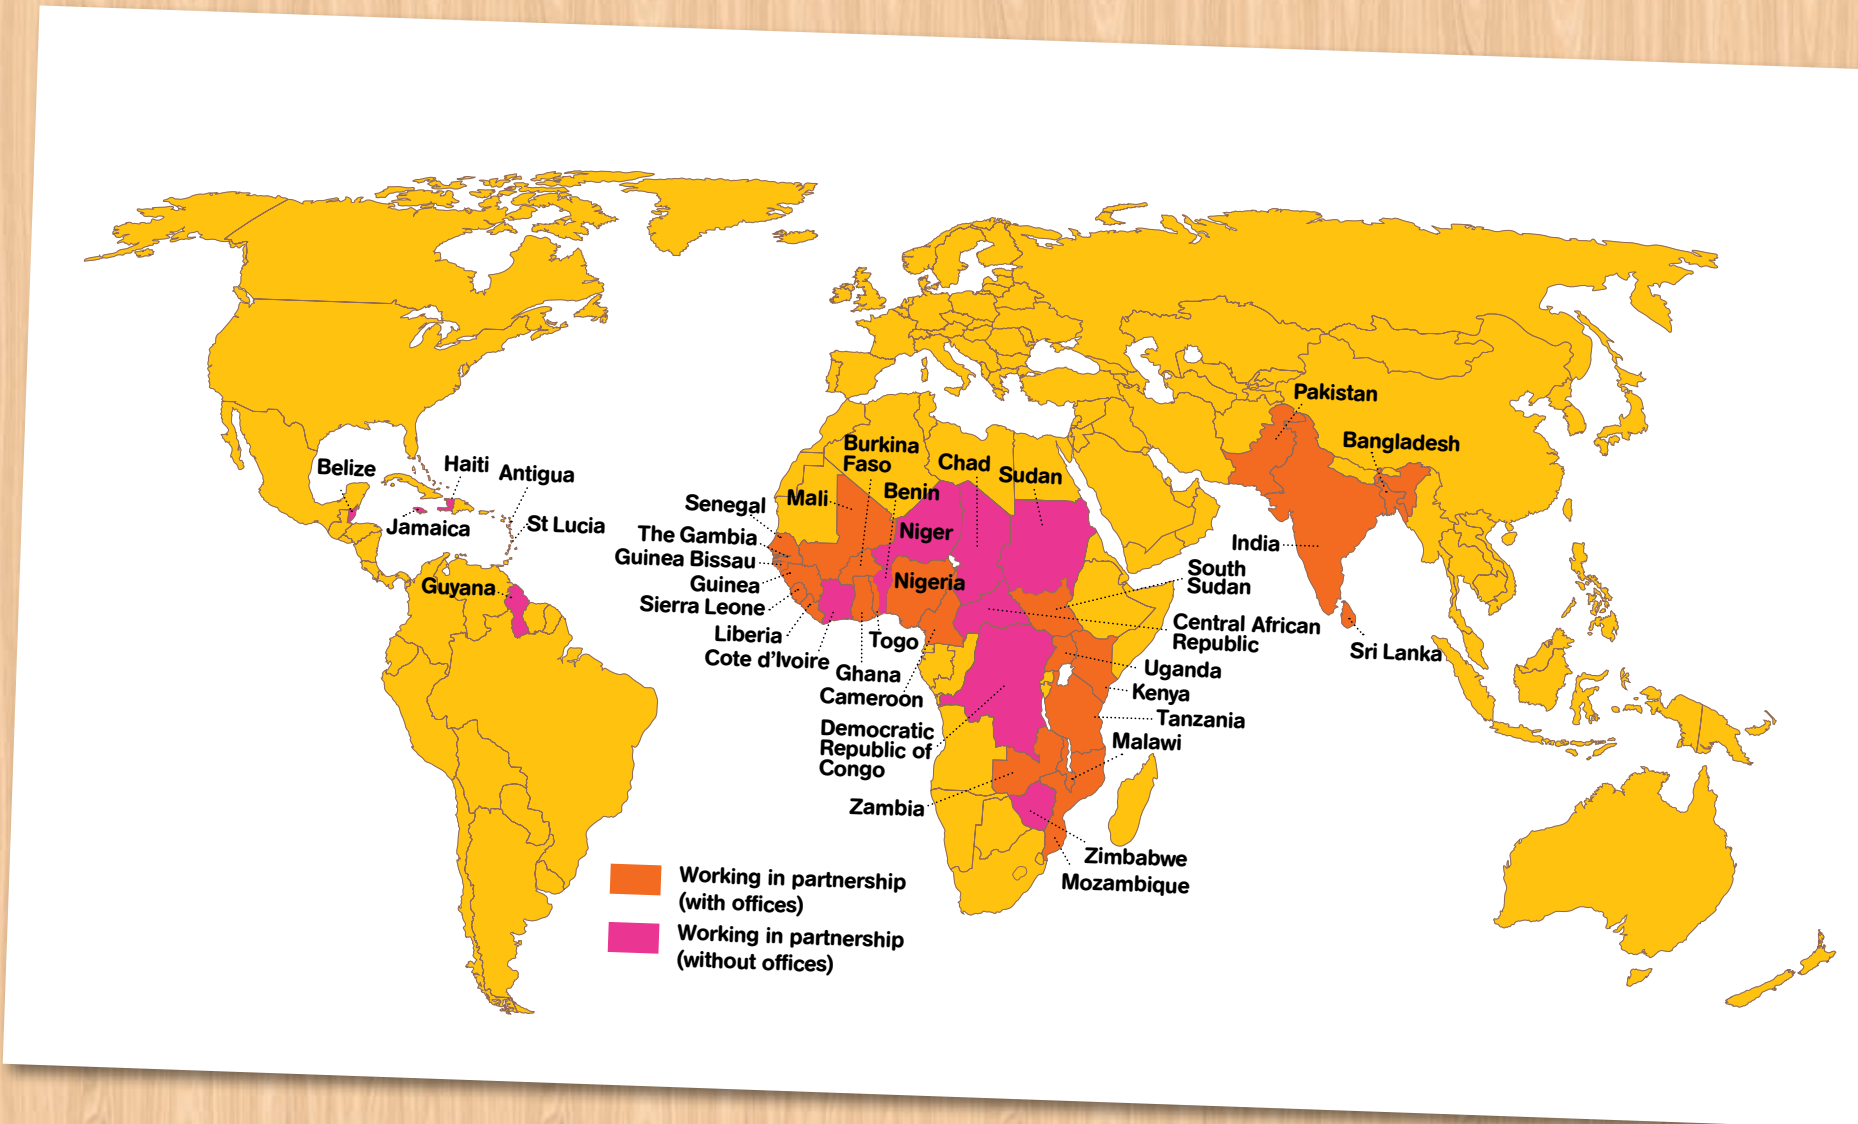 Pakistan
Bangladesh
Burkina
Faso
Chad
Sudan
Belize
Haiti
Antigua
Mali
Benin
Senegal
Jamaica
St Lucia
The Gambia
Niger
India
Guinea Bissau
South
Sudan
Guinea
Nigeria
Guyana
Sierra Leone
Liberia
Togo
Central African
Republic
Sri Lanka
Cote d'Ivoire
Ghana
Uganda
Cameroon
Kenya
Tanzania
Democratic
Republic of
Congo
Malawi
Zambia
Zimbabwe
Mozambique
Working in partnership
(with offices)
Working in partnership
(without offices)